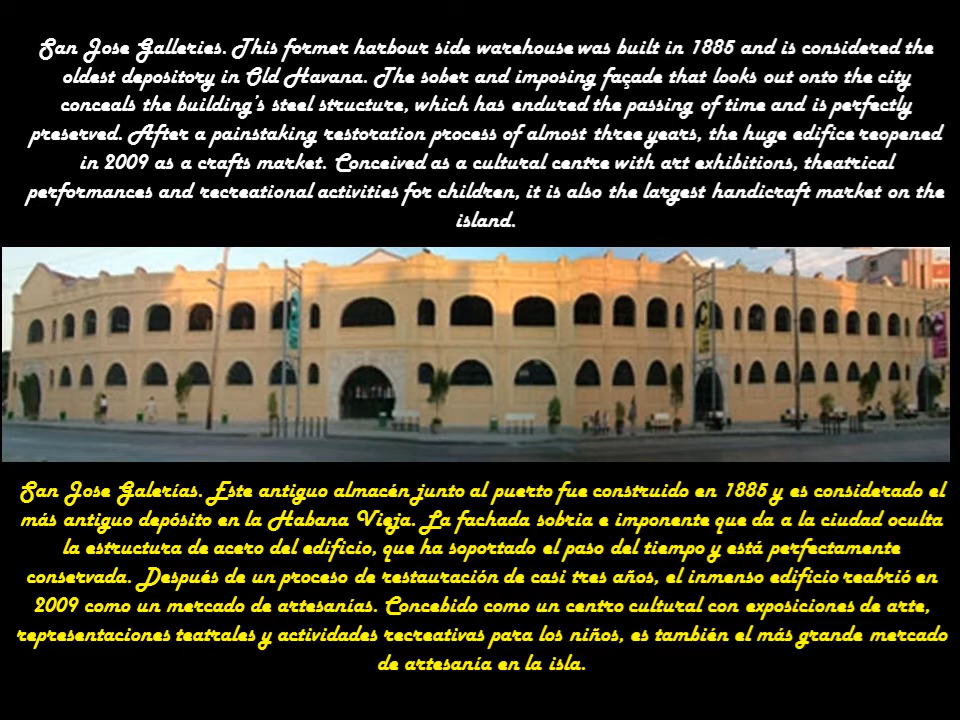 San Jose Galleries. This former harbour side warehouse was built in 1885 and is considered the
oldest depository in Old Havana. The sober and imposing façade that looks out onto the city
conceals the building's steel structure, which has endured the passing of time and is perfectly
preserved. After a painstaking restoration process of almost three years, the huge edifice reopened
in 2009 as a crafts market. Conceived as a cultural centre with art exhibitions, theatrical
performances and recreational activities for children, it is also the largest handicraft market on the
island.
San Jose Galerías. Este antiguo almacén junto al puerto fue construido en 1885 y es considerado el
más antiguo depósito en la Habana Vieja. La fachada sobria e imponente que da a la ciudad oculta
la estructura de acero del edificio, que ha soportado el paso del tiempo y está perfectamente
conservada. Después de un proceso de restauración de casi tres años, el inmenso edificio reabrió en
2009 como un mercado de artesanías. Concebido como un centro cultural con exposiciones de arte,
representaciones teatrales y actividades recreativas para los niños, es también el más grande mercado
de artesanía en la isla.